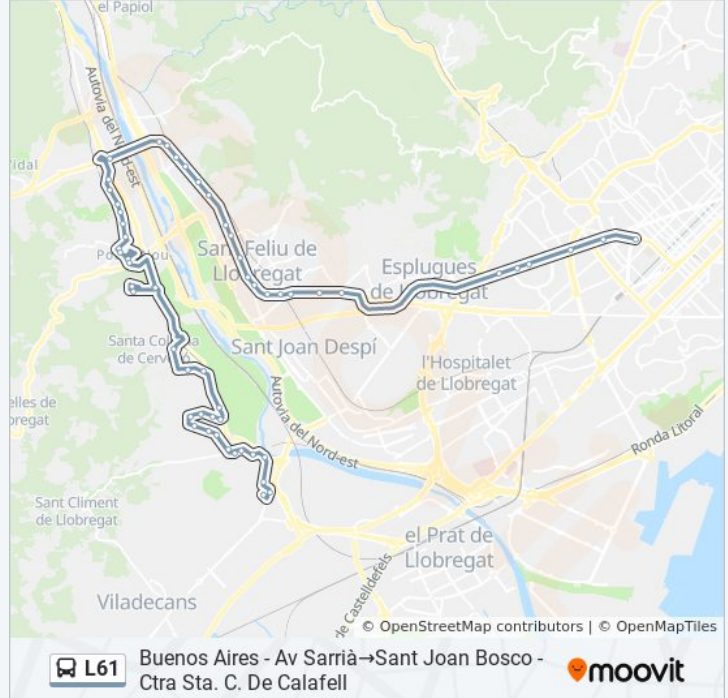 el Papiol
Autovia del Nord-est
Vidal
Sant Feliu de
Llobregat
Esplugues
de Llobregat
Santa Coloma
de Cervelló
Sant Joan Despí
l'Hospitalet
de Llobregat
elles de
bregat
Autovia del Nord-est
Ronda Litoral
Sant Climent
de Llobregat
el Prat de
Llobregat
de Castelldefels
Viladecans
© OpenStreetMap contributors | © OpenMapTiles
L61
Buenos Aires - Av Sarrià→Sant Joan Bosco -
Ctra Sta. C. De Calafell
moovit